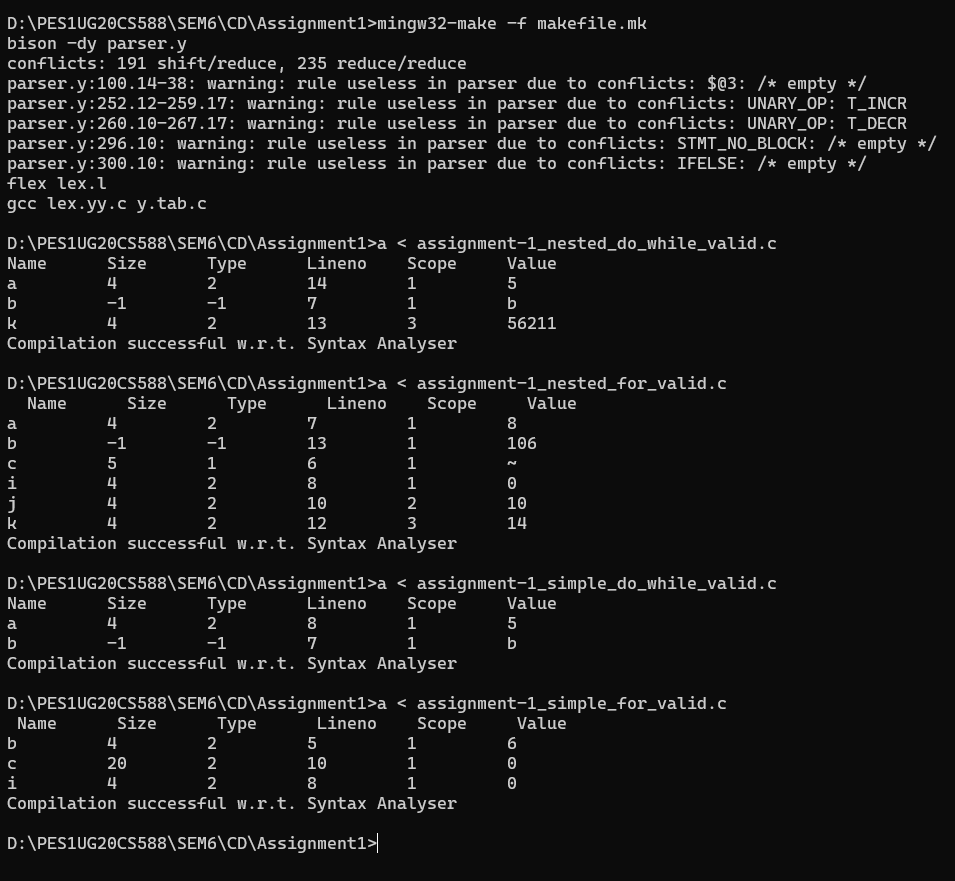 D:\PES1UG20CS588\SEM6\CD\Assignment1>mingw32-make -f makefile.mk
bison -dy parser.y
conflicts: 191 shift/reduce, 235 reduce/reduce
parser.y:100.14-38: warning: rule useless in parser due to conflicts: $@3: /* empty */
parser.y:252.12-259.17: warning: rule useless in parser due to conflicts: UNARY_OP: T_INCR
parser.y:260.10-267.17: warning: rule useless in parser due to conflicts: UNARY_OP: T_DECR
parser.y:296.10: warning: rule useless in parser due to conflicts: STMT_NO_BLOCK: /* empty */
parser.y:300.10: warning: rule useless in parser due to conflicts: IFELSE: /* empty */
flex lex.l
gcc lex.yy.c y.tab.c

D:\PES1UG20CS588\SEM6\CD\Assignment1>a < assignment-1_nested_do_while_valid.c
Name      Size      Type      Lineno    Scope     Value
a         4         2         14        1         5
b         -1        -1        7         1         b
k         4         2         13        3         56211
Compilation successful w.r.t. Syntax Analyser

D:\PES1UG20CS588\SEM6\CD\Assignment1>a < assignment-1_nested_for_valid.c
  Name      Size      Type      Lineno    Scope     Value
a         4         2         7         1         8
b         -1        -1        13        1         106
c         5         1         6         1         ~
i         4         2         8         1         0
j         4         2         10        2         10
k         4         2         12        3         14
Compilation successful w.r.t. Syntax Analyser

D:\PES1UG20CS588\SEM6\CD\Assignment1>a < assignment-1_simple_do_while_valid.c
Name      Size      Type      Lineno    Scope     Value
a         4         2         8         1         5
b         -1        -1        7         1         b
Compilation successful w.r.t. Syntax Analyser

D:\PES1UG20CS588\SEM6\CD\Assignment1>a < assignment-1_simple_for_valid.c
 Name      Size      Type      Lineno    Scope     Value
b         4         2         5         1         6
c         20        2         10        1         0
i         4         2         8         1         0
Compilation successful w.r.t. Syntax Analyser

D:\PES1UG20CS588\SEM6\CD\Assignment1>